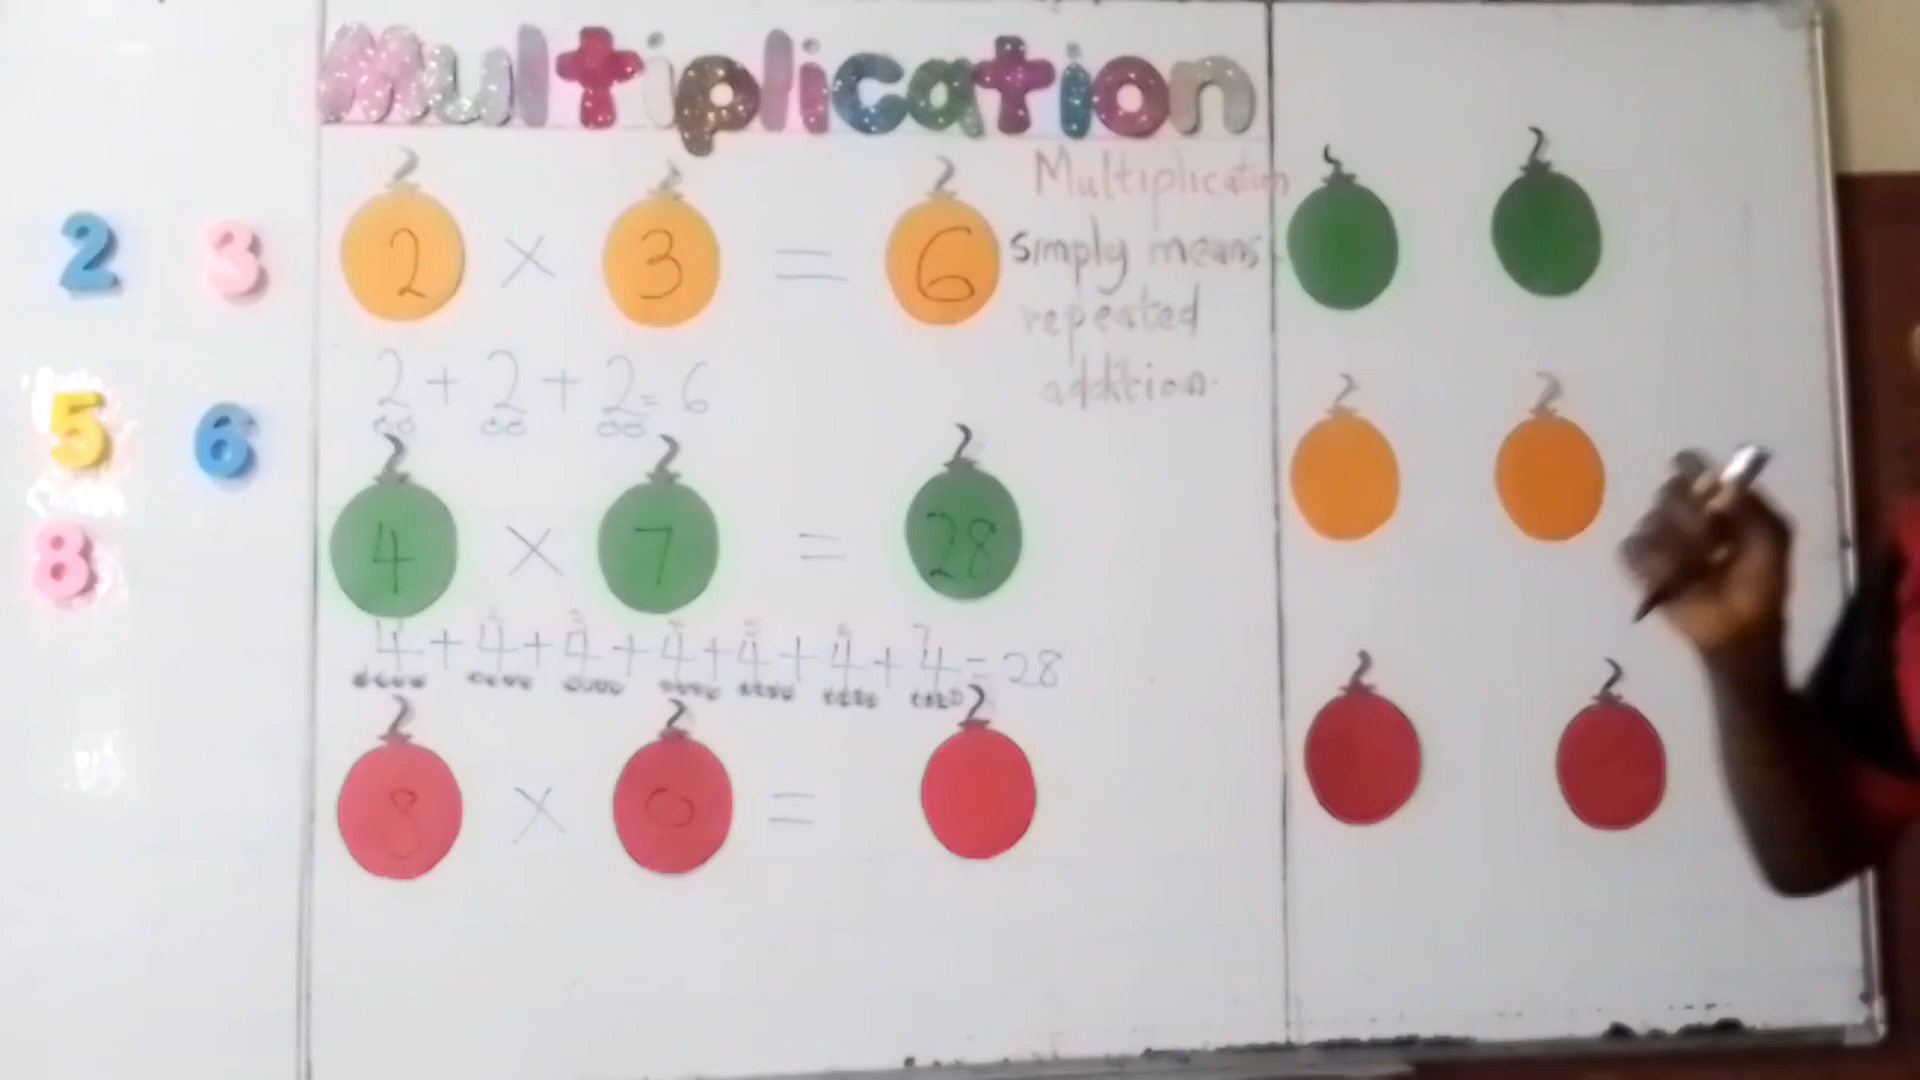 Multiplication
2 3
5 6
8
2 × 3 = 6
Multiplication
simply means
repeated
addition.
2 + 2 + 2 = 6
4 × 7 = 28
4 + 4 + 4 + 4 + 4 + 4 + 4 = 28
8 × 0 =